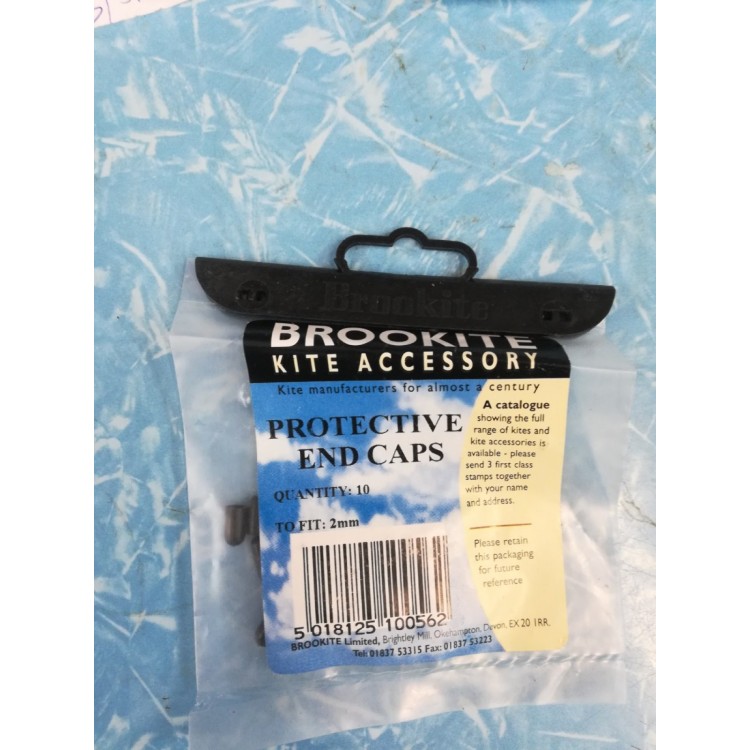 Brookite
BROOKITE
KITE ACCESSORY
Kite manufacturers for almost a century
PROTECTIVE
END CAPS
QUANTITY: 10
TO FIT: 2mm
A catalogue
showing the full
range of kites and
kite accessories is
available - please
send 3 first class
stamps together
with your name
and address.
Please retain
this packaging
for future
reference
5 018125 100562
BROOKITE Limited, Brightley Mill, Okehampton, Devon, EX 20 1RR.
Tel: 01837 53315 Fax: 01837 53223